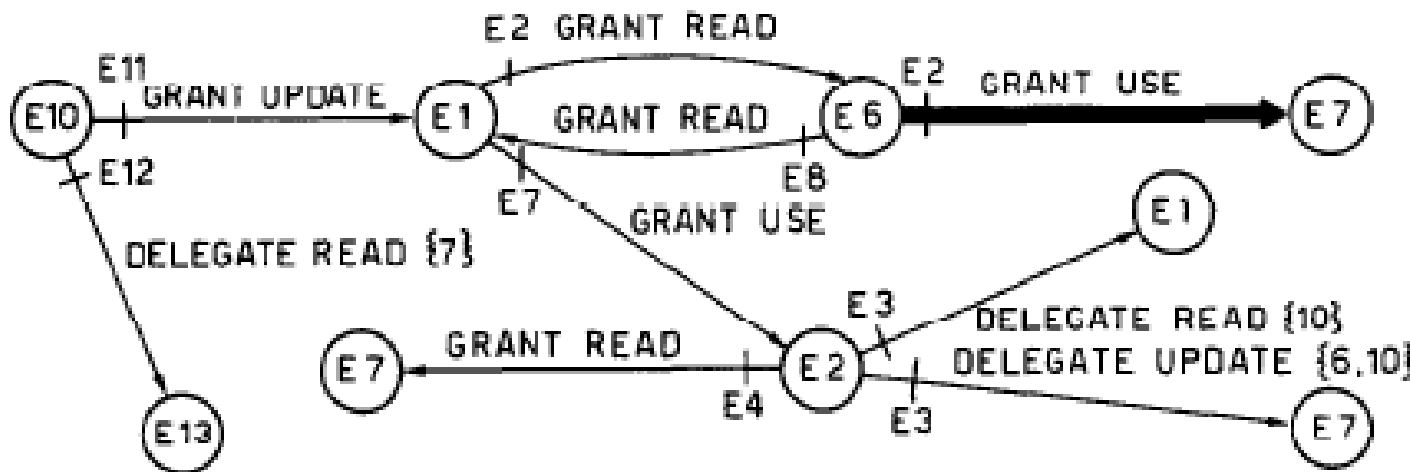 E2 GRANT READ
E11 GRANT UPDATE E2 GRANT USE
E10 E1 GRANT READ E6 E7
E12 E7 E8
GRANT USE E1
DELEGATE READ {7}
E3 DELEGATE READ {10}
GRANT READ DELEGATE UPDATE {6,10}
E7 E4 E2 E3
E13 E7